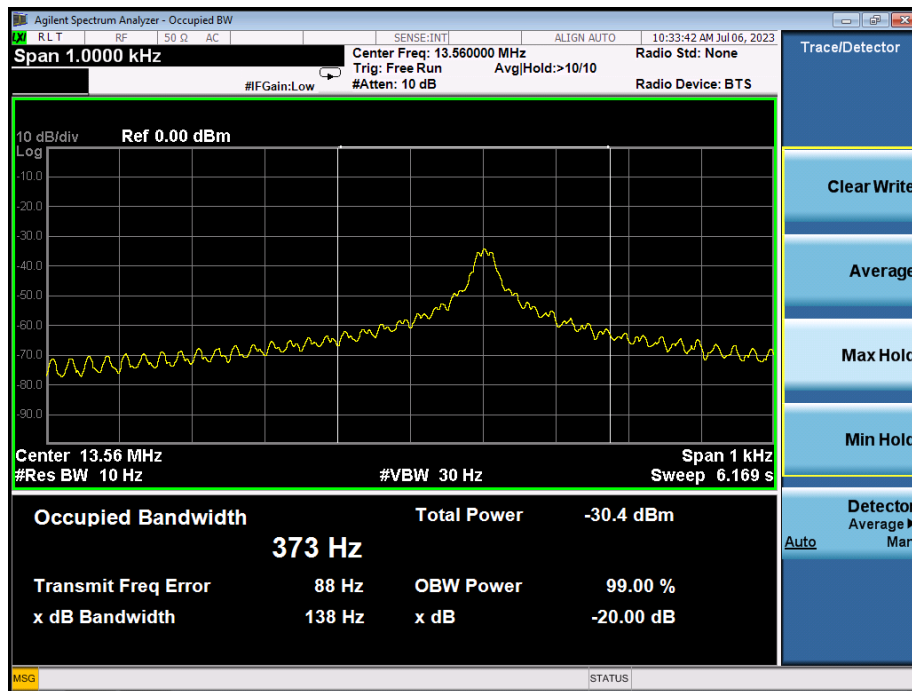 Agilent Spectrum Analyzer - Occupied BW
LXI RLT RF 50 Ω AC SENSE:INT ALIGN AUTO 10:33:42 AM Jul 06, 2023
Span 1.0000 kHz
Center Freq: 13.560000 MHz
Radio Std: None
Trig: Free Run Avg|Hold:>10/10
#IFGain:Low
#Atten: 10 dB
Radio Device: BTS
10 dB/div Ref 0.00 dBm
Log
-10.0
-20.0
-30.0
-40.0
-50.0
-60.0
-70.0
-80.0
-90.0
Center 13.56 MHz Span 1 kHz
#Res BW 10 Hz #VBW 30 Hz Sweep 6.169 s
Occupied Bandwidth Total Power -30.4 dBm
373 Hz
Transmit Freq Error 88 Hz OBW Power 99.00 %
x dB Bandwidth 138 Hz x dB -20.00 dB
MSG STATUS
Trace/Detector
Clear Write
Average
Max Hold
Min Hold
Detector
Average
Auto Man